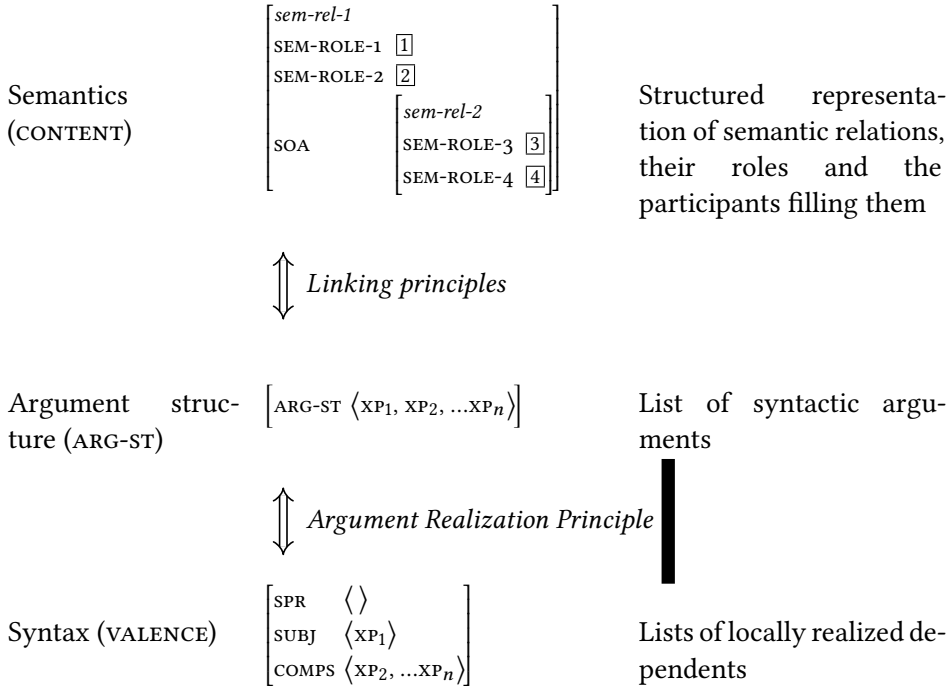 sem-rel-1
SEM-ROLE-1 1
SEM-ROLE-2 2
Semantics
(CONTENT)
SOA
sem-rel-2
SEM-ROLE-3 3
SEM-ROLE-4 4
Structured representa-
tion of semantic relations,
their roles and the
participants filling them
⇕ Linking principles
Argument struc-
ture (ARG-ST)
[ARG-ST ⟨XP1, XP2, ...XPn⟩]
List of syntactic argu-
ments
⇕ Argument Realization Principle
Syntax (VALENCE)
SPR ⟨ ⟩
SUBJ ⟨XP1⟩
COMPS ⟨XP2, ...XPn⟩
Lists of locally realized de-
pendents